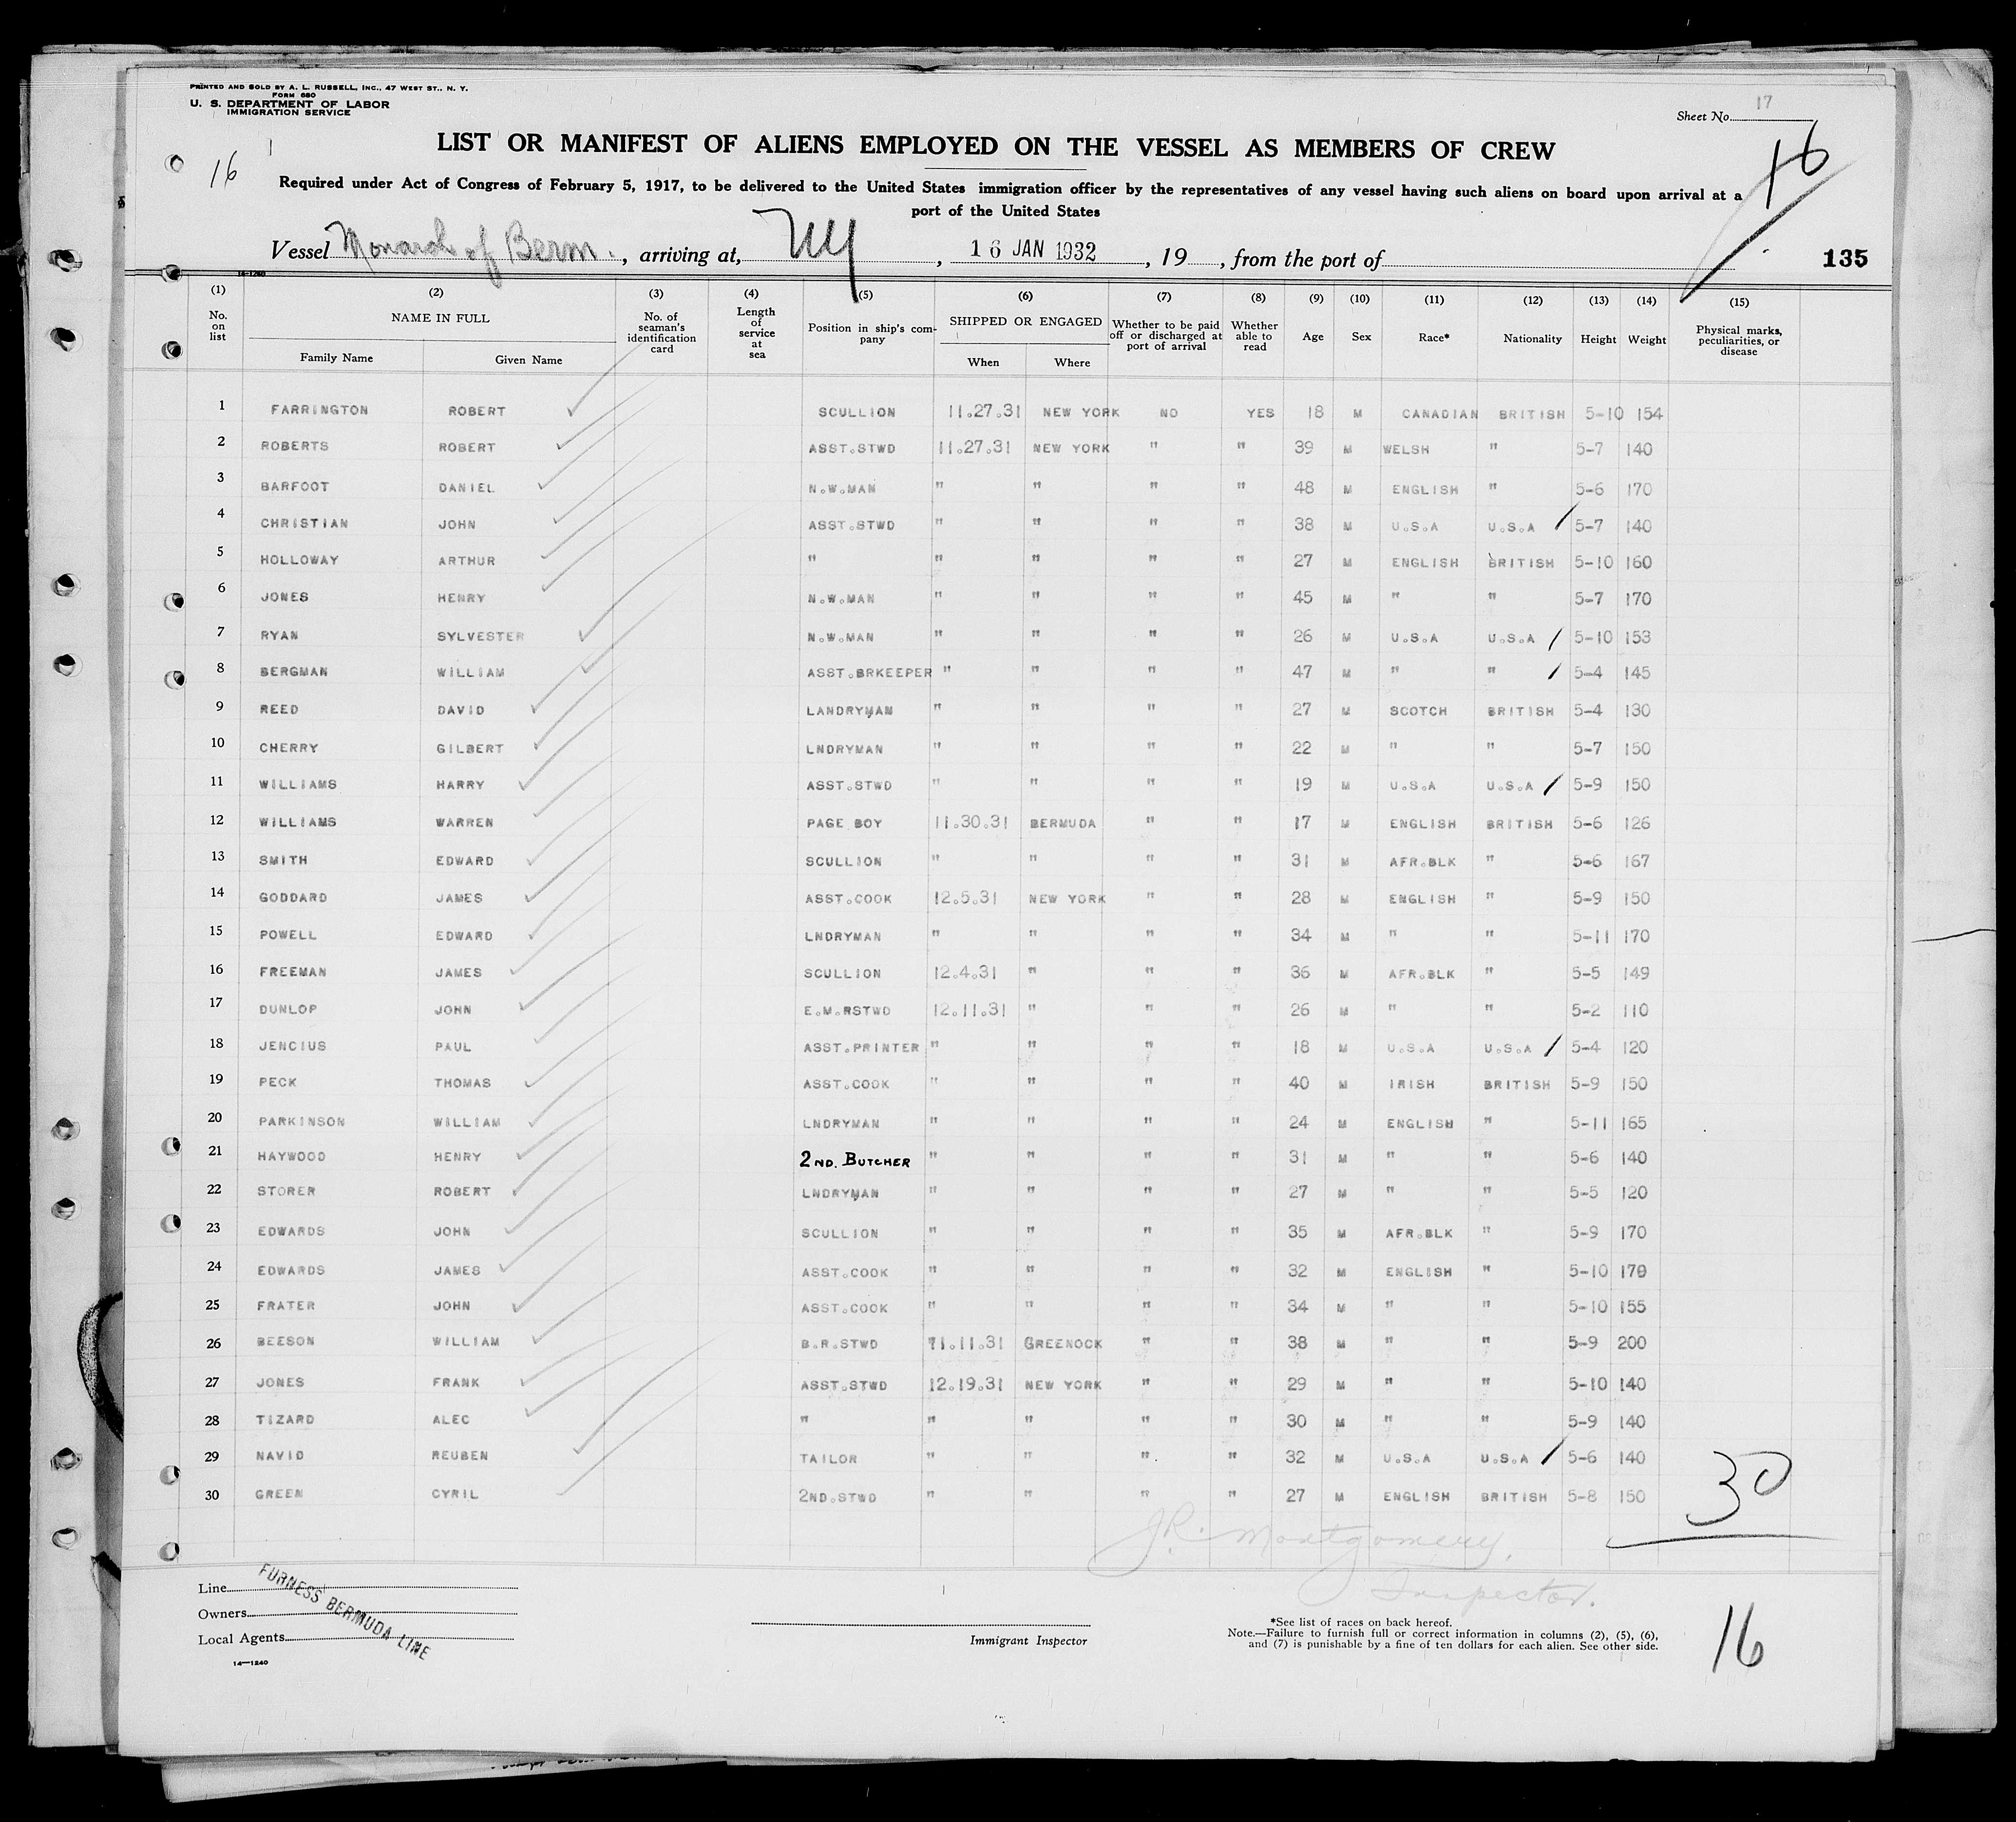 PRINTED AND SOLD BY A. L. RUSSELL, INC., 47 WEST ST., N. Y.
FORM 680
U. S. DEPARTMENT OF LABOR
IMMIGRATION SERVICE
Sheet No. 17
16
LIST OR MANIFEST OF ALIENS EMPLOYED ON THE VESSEL AS MEMBERS OF CREW
16
Required under Act of Congress of February 5, 1917, to be delivered to the United States immigration officer by the representatives of any vessel having such aliens on board upon arrival at a
port of the United States
Vessel Monarch of Berm., arriving at, NY, 16 JAN 1932, 19, from the port of 135
14-1240
(1) (2) (3) (4) (5) (6) (7) (8) (9) (10) (11) (12) (13) (14) (15)
No. on list NAME IN FULL Family Name Given Name No. of seaman's identification card Length of service at sea Position in ship's company SHIPPED OR ENGAGED When Where Whether to be paid off or discharged at port of arrival Whether able to read Age Sex Race* Nationality Height Weight Physical marks, peculiarities, or disease
1 FARRINGTON ROBERT SCULLION 11.27.31 NEW YORK NO YES 18 M CANADIAN BRITISH 5-10 154
2 ROBERTS ROBERT ASST.STWD 11.27.31 NEW YORK " " 39 M WELSH " 5-7 140
3 BARFOOT DANIEL N.W.MAN " " " " 48 M ENGLISH " 5-6 170
4 CHRISTIAN JOHN ASST.STWD " " " " 38 M U.S.A U.S.A 5-7 140
5 HOLLOWAY ARTHUR " " " " " 27 M ENGLISH BRITISH 5-10 160
6 JONES HENRY N.W.MAN " " " " 45 M " " 5-7 170
7 RYAN SYLVESTER N.W.MAN " " " " 26 M U.S.A U.S.A 5-10 153
8 BERGMAN WILLIAM ASST.BRKEEPER " " " " 47 M " " 5-4 145
9 REED DAVID LANDRYMAN " " " " 27 M SCOTCH BRITISH 5-4 130
10 CHERRY GILBERT LNDRYMAN " " " " 22 M " " 5-7 150
11 WILLIAMS HARRY ASST.STWD " " " " 19 M U.S.A U.S.A 5-9 150
12 WILLIAMS WARREN PAGE BOY 11.30.31 BERMUDA " " 17 M ENGLISH BRITISH 5-6 126
13 SMITH EDWARD SCULLION " " " " 31 M AFR.BLK " 5-6 167
14 GODDARD JAMES ASST.COOK 12.5.31 NEW YORK " " 28 M ENGLISH " 5-9 150
15 POWELL EDWARD LNDRYMAN " " " " 34 M " " 5-11 170
16 FREEMAN JAMES SCULLION 12.4.31 " " " 36 M AFR.BLK " 5-5 149
17 DUNLOP JOHN E.M.RSTWD 12.11.31 " " " 26 M " " 5-2 110
18 JENCIUS PAUL ASST.PRINTER " " " " 18 M U.S.A U.S.A 5-4 120
19 PECK THOMAS ASST.COOK " " " " 40 M IRISH BRITISH 5-9 150
20 PARKINSON WILLIAM LNDRYMAN " " " " 24 M ENGLISH " 5-11 165
21 HAYWOOD HENRY 2ND. BUTCHER " " " " 31 M " " 5-6 140
22 STORER ROBERT LNDRYMAN " " " " 27 M " " 5-5 120
23 EDWARDS JOHN SCULLION " " " " 35 M AFR.BLK " 5-9 170
24 EDWARDS JAMES ASST.COOK " " " " 32 M ENGLISH " 5-10 170
25 FRATER JOHN ASST.COOK " " " " 34 M " " 5-10 155
26 BEESON WILLIAM B.R.STWD 11.11.31 GREENOCK " " 38 M " " 5-9 200
27 JONES FRANK ASST.STWD 12.19.31 NEW YORK " " 29 M " " 5-10 140
28 TIZARD ALEC " " " " " 30 M " " 5-9 140
29 NAVID REUBEN TAILOR " " " " 32 M U.S.A U.S.A 5-6 140
30 GREEN CYRIL 2ND.STWD " " " " 27 M ENGLISH BRITISH 5-8 150
30
J.R. Montgomery.
Inspector.
Line
Owners
Local Agents
FURNESS BERMUDA LINE
14—1240
Immigrant Inspector
*See list of races on back hereof.
Note.—Failure to furnish full or correct information in columns (2), (5), (6),
and (7) is punishable by a fine of ten dollars for each alien. See other side.
16